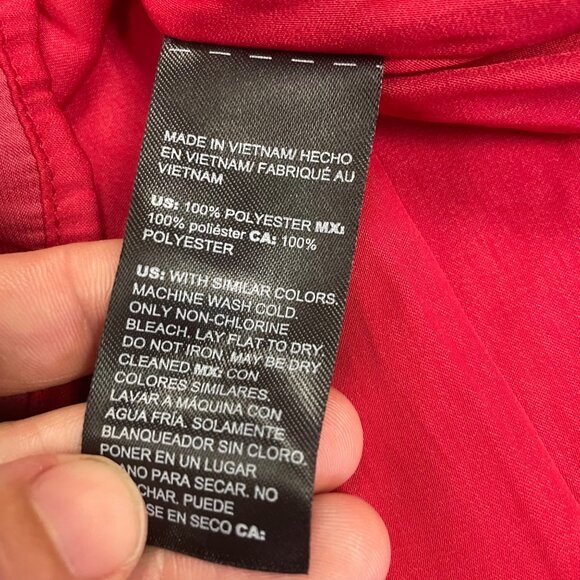 MADE IN VIETNAM/ HECHO
EN VIETNAM/ FABRIQUÉ AU
VIETNAM
US: 100% POLYESTER MX:
100% poliéster CA: 100%
POLYESTER
US: WITH SIMILAR COLORS.
MACHINE WASH COLD.
ONLY NON-CHLORINE
BLEACH. LAY FLAT TO DRY.
DO NOT IRON. MAY BE DRY
CLEANED MX: CON
COLORES SIMILARES.
LAVAR A MÁQUINA CON
AGUA FRÍA. SOLAMENTE
BLANQUEADOR SIN CLORO.
PONER EN UN LUGAR
PARA SECAR. NO
PUEDE
EN SECO CA: